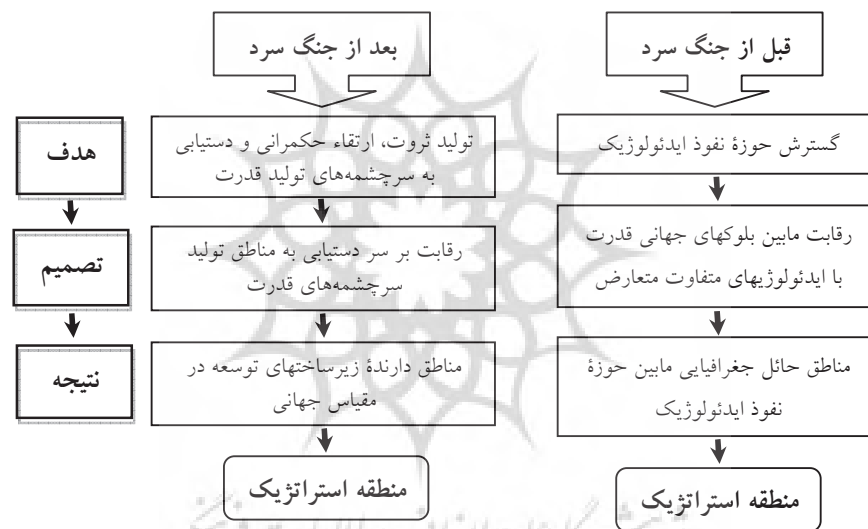 قبل از جنگ سرد
گسترش حوزۀ نفوذ ایدئولوژیک
رقابت مابین بلوکهای جهانی قدرت
با ایدئولوژیهای متفاوت متعارض
مناطق حائل جغرافیایی مابین حوزۀ
نفوذ ایدئولوژیک
منطقه استراتژیک
بعد از جنگ سرد
تولید ثروت، ارتقاء حکمرانی و دستیابی
به سرچشمه‌های تولید قدرت
رقابت بر سر دستیابی به مناطق تولید
سرچشمه‌های قدرت
مناطق دارندۀ زیرساختهای توسعه در
مقیاس جهانی
منطقه استراتژیک
هدف
تصمیم
نتیجه